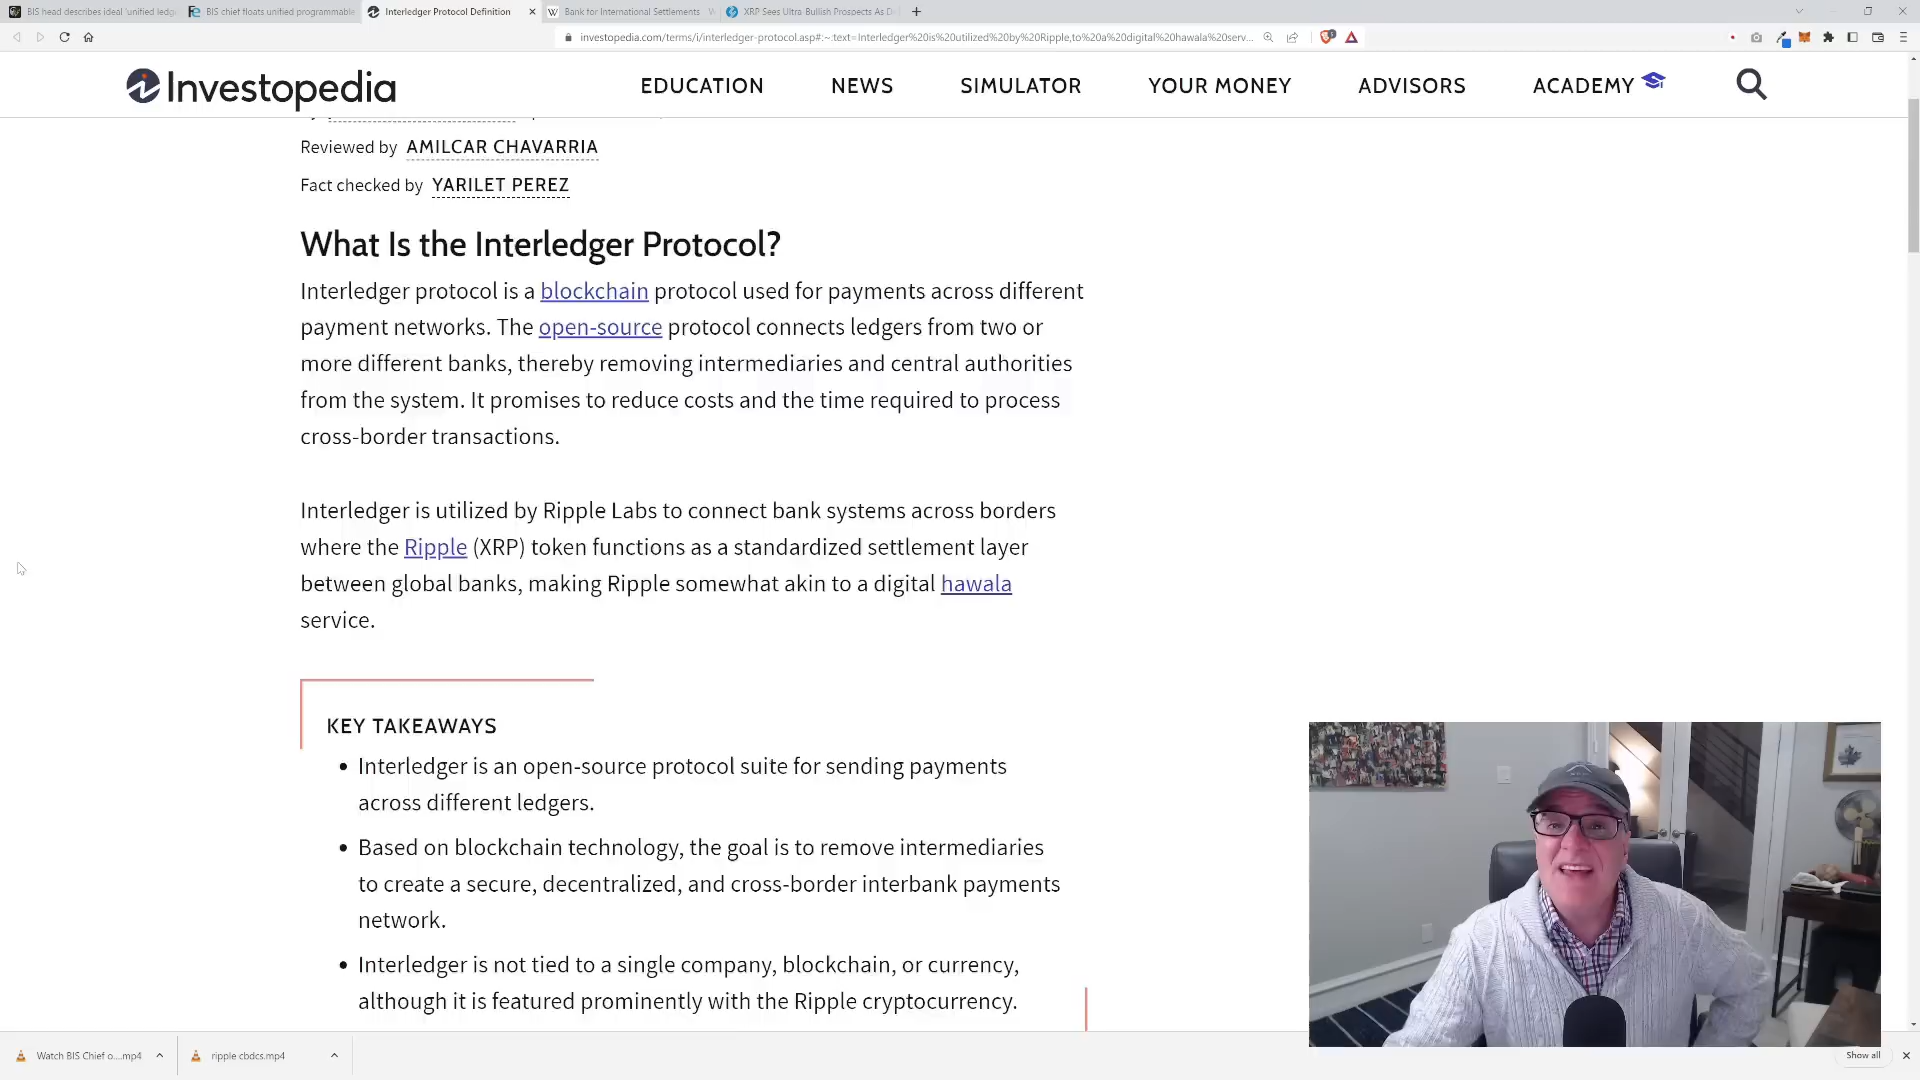 BIS head describes ideal 'unified ledg
BIS chief floats unified programmable
Interledger Protocol Definition
Bank for International Settlements
XRP Sees Ultra-Bullish Prospects As D
investopedia.com/terms/i/interledger-protocol.asp#:~:text=Interledger%20is%20utilized%20by%20Ripple,to%20a%20digital%20hawala%20serv...
Investopedia
EDUCATION
NEWS
SIMULATOR
YOUR MONEY
ADVISORS
ACADEMY
Reviewed by AMILCAR CHAVARRIA
Fact checked by YARILET PEREZ
What Is the Interledger Protocol?
Interledger protocol is a blockchain protocol used for payments across different
payment networks. The open-source protocol connects ledgers from two or
more different banks, thereby removing intermediaries and central authorities
from the system. It promises to reduce costs and the time required to process
cross-border transactions.
Interledger is utilized by Ripple Labs to connect bank systems across borders
where the Ripple (XRP) token functions as a standardized settlement layer
between global banks, making Ripple somewhat akin to a digital hawala
service.
KEY TAKEAWAYS
• Interledger is an open-source protocol suite for sending payments
across different ledgers.
• Based on blockchain technology, the goal is to remove intermediaries
to create a secure, decentralized, and cross-border interbank payments
network.
• Interledger is not tied to a single company, blockchain, or currency,
although it is featured prominently with the Ripple cryptocurrency.
Watch BIS Chief o....mp4
ripple cbdcs.mp4
Show all